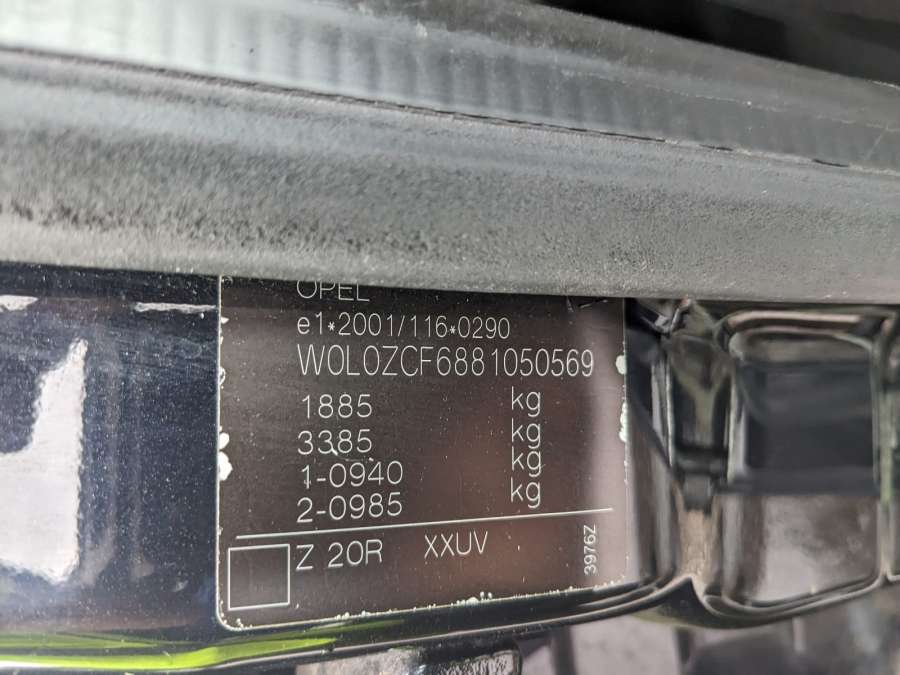 OPEL
e1*2001/116*0290
W0L0ZCF6881050569
1885 kg
3385 kg
1-0940 kg
2-0985 kg
Z 20R XXUV
3976Z